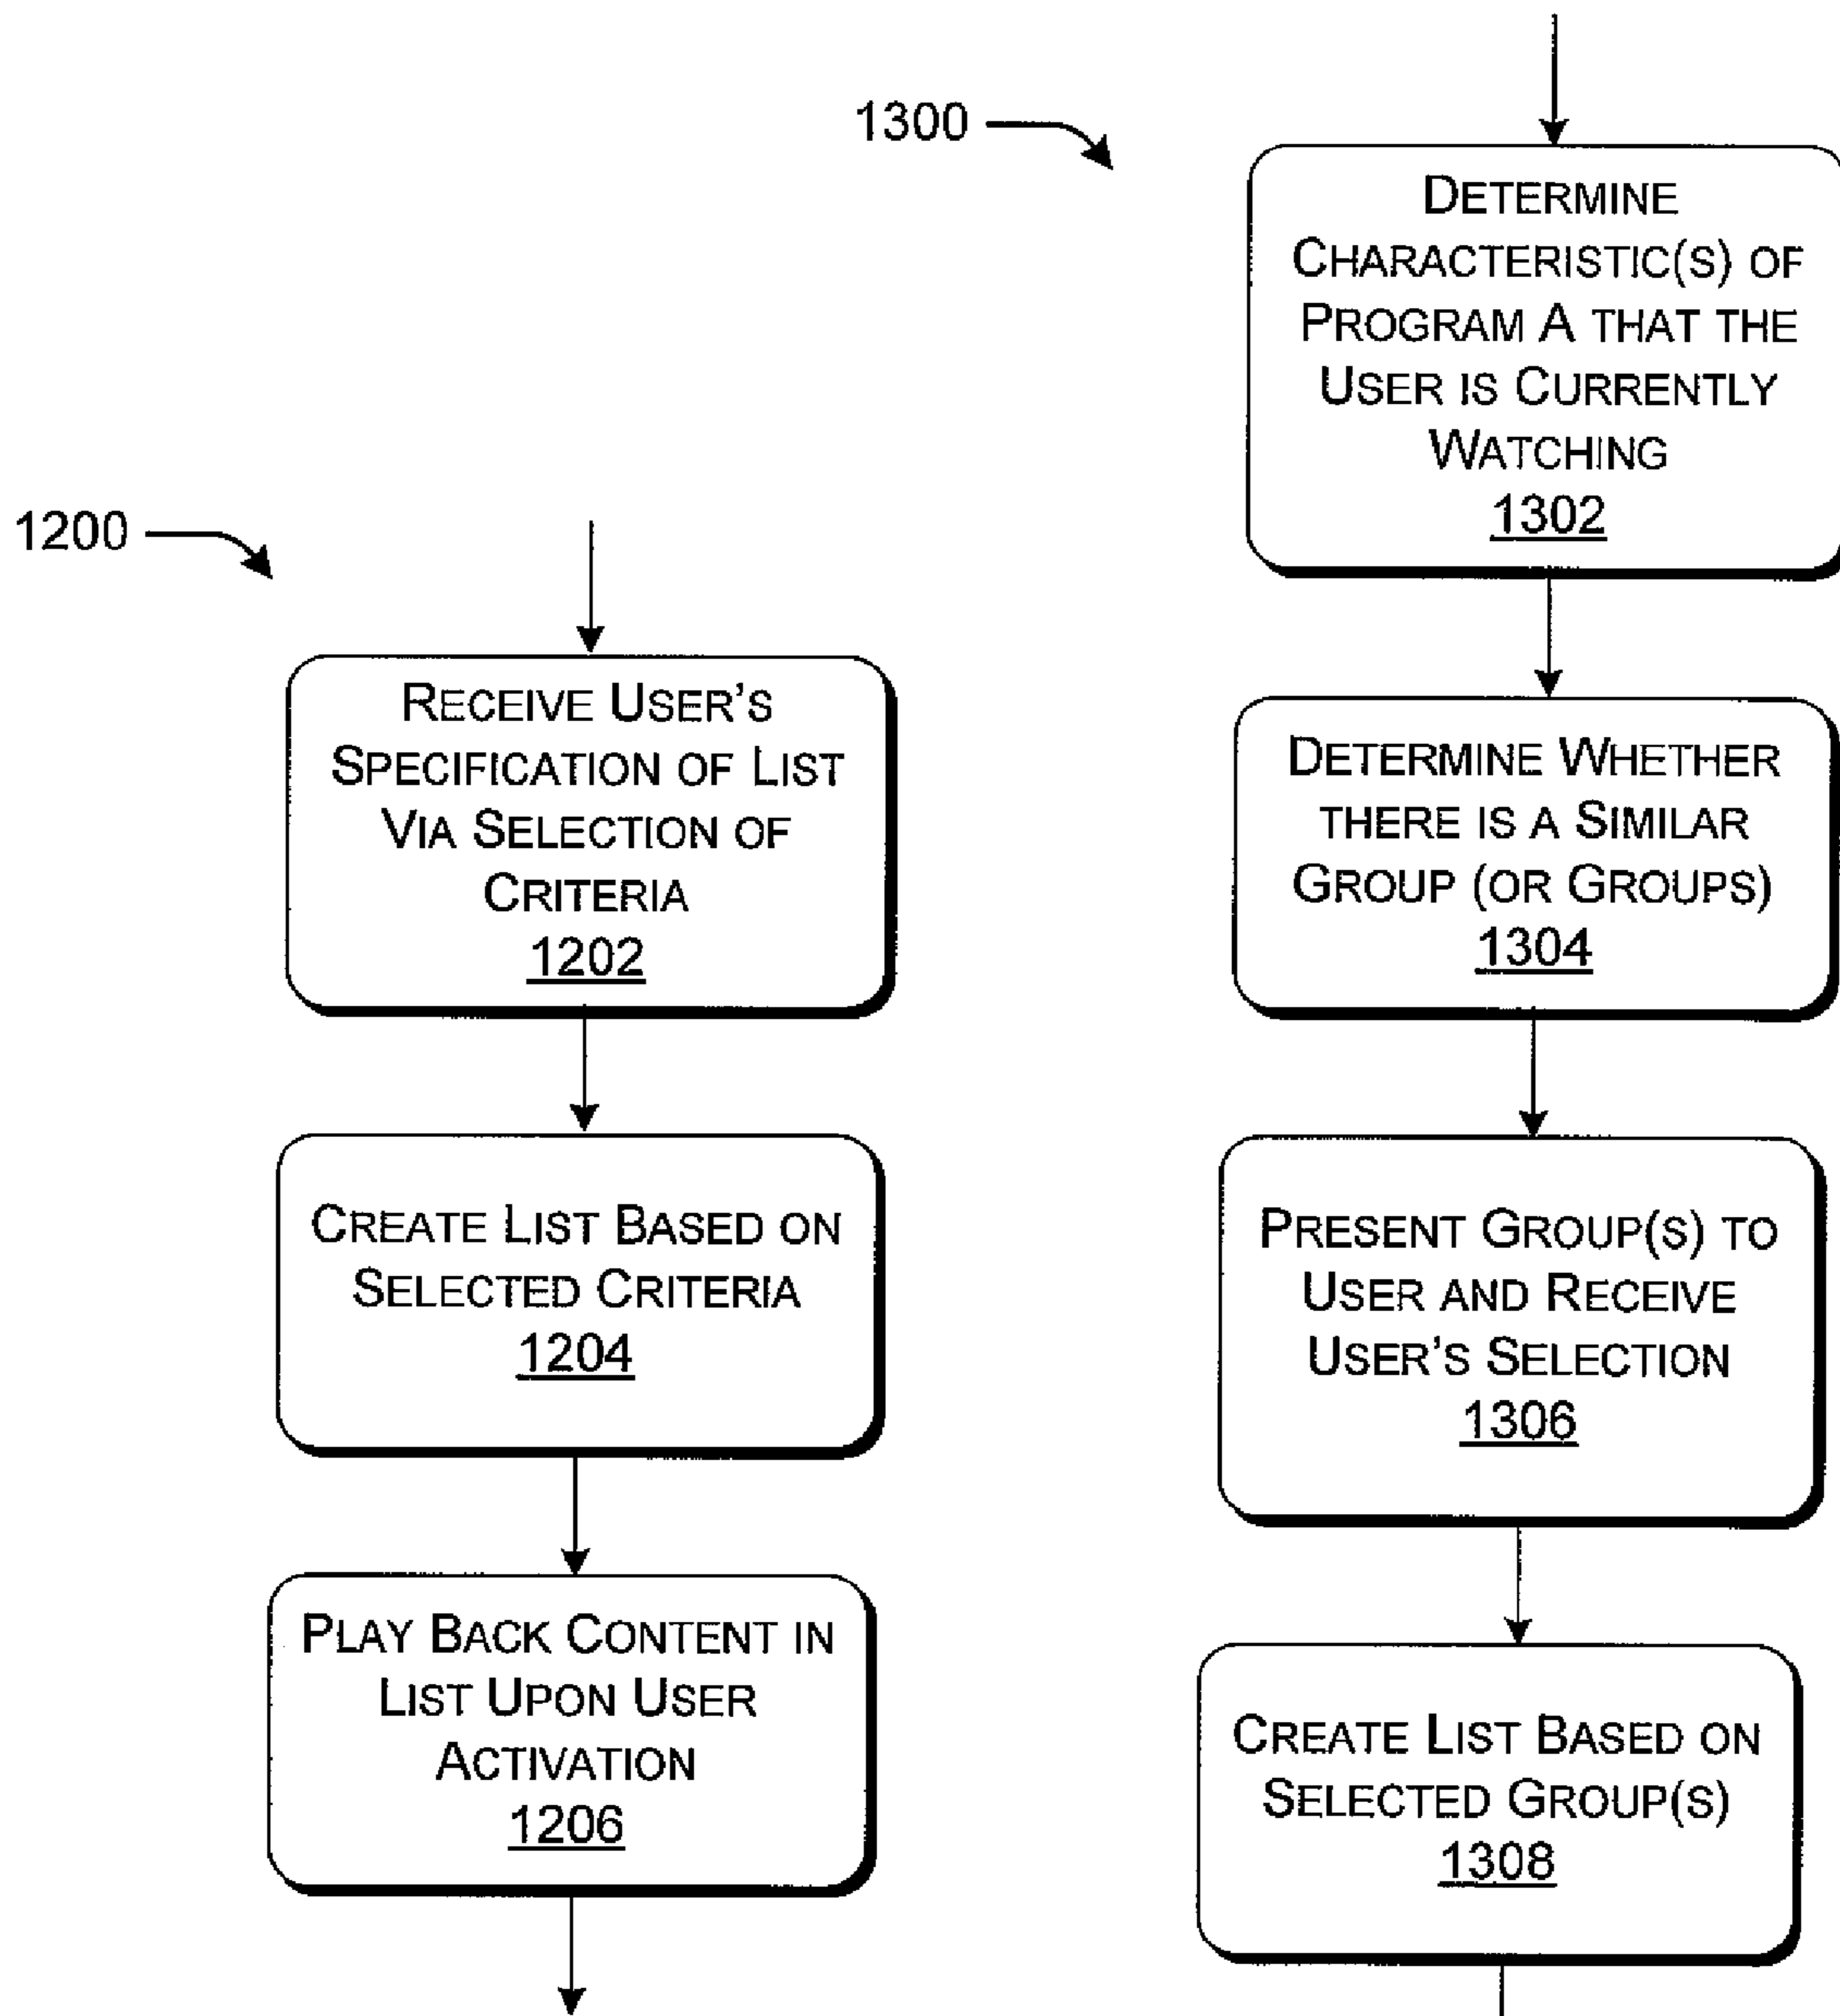 1200
RECEIVE USER'S
SPECIFICATION OF LIST
VIA SELECTION OF
CRITERIA
1202
CREATE LIST BASED ON
SELECTED CRITERIA
1204
PLAY BACK CONTENT IN
LIST UPON USER
ACTIVATION
1206
1300
DETERMINE
CHARACTERISTIC(S) OF
PROGRAM A THAT THE
USER IS CURRENTLY
WATCHING
1302
DETERMINE WHETHER
THERE IS A SIMILAR
GROUP (OR GROUPS)
1304
PRESENT GROUP(S) TO
USER AND RECEIVE
USER'S SELECTION
1306
CREATE LIST BASED ON
SELECTED GROUP(S)
1308